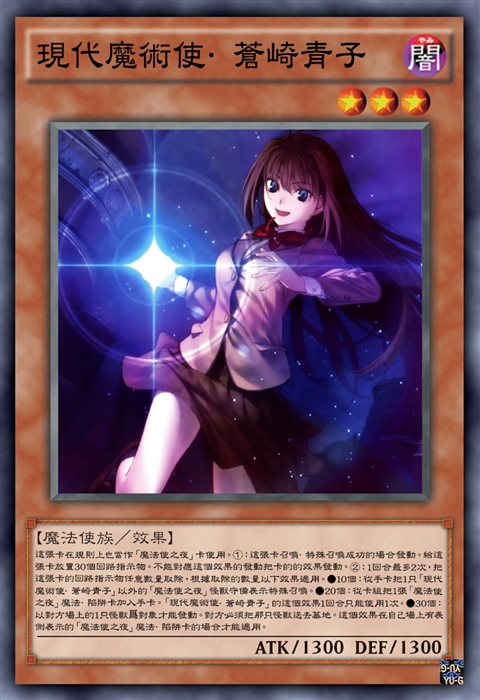 現代魔術使・ 蒼崎青子
やみ
闇
【魔法使族／效果】
這張卡在規則上也當作「魔法使之夜」卡使用。①：這張卡召喚・特殊召喚成功的場合發動。給這
張卡放置30個回路指示物。不能對應這個效果的發動把卡的效果發動。②：1回合最多2次，把
這張卡的回路指示物任意數量取除，根據取除的數量以下效果適用。●10個：從手卡把1只「現代
魔術使・蒼崎青子」以外的「魔法使之夜」怪獸守備表示特殊召喚。●20個：從卡組把1張「魔法使
之夜」魔法・陷阱卡加入手卡。「現代魔術使・蒼崎青子」的這個效果1回合只能使用1次。●30個：
以對方場上的1只怪獸爲對象才能發動。對方必須把那只怪獸送去墓地。這個效果在自己場上有表
側表示的「魔法使之夜」魔法・陷阱卡的場合才能適用。
ATK/1300 DEF/1300
YU-G